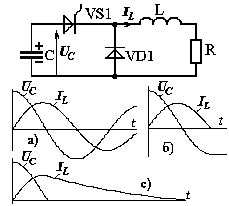 VS1 I_L L
+ C U_C VD1 R
U_C I_L t
а)
U_C I_L t
б)
U_C I_L c) t